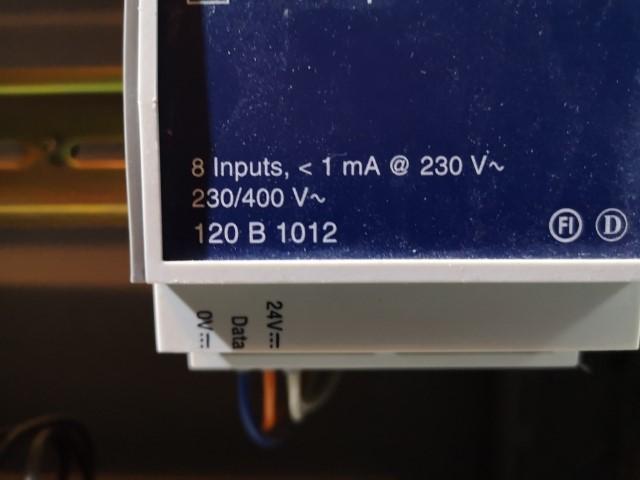 8 Inputs, < 1 mA @ 230 V~
230/400 V~
120 B 1012
FI D
0V⎓
Data
24V⎓